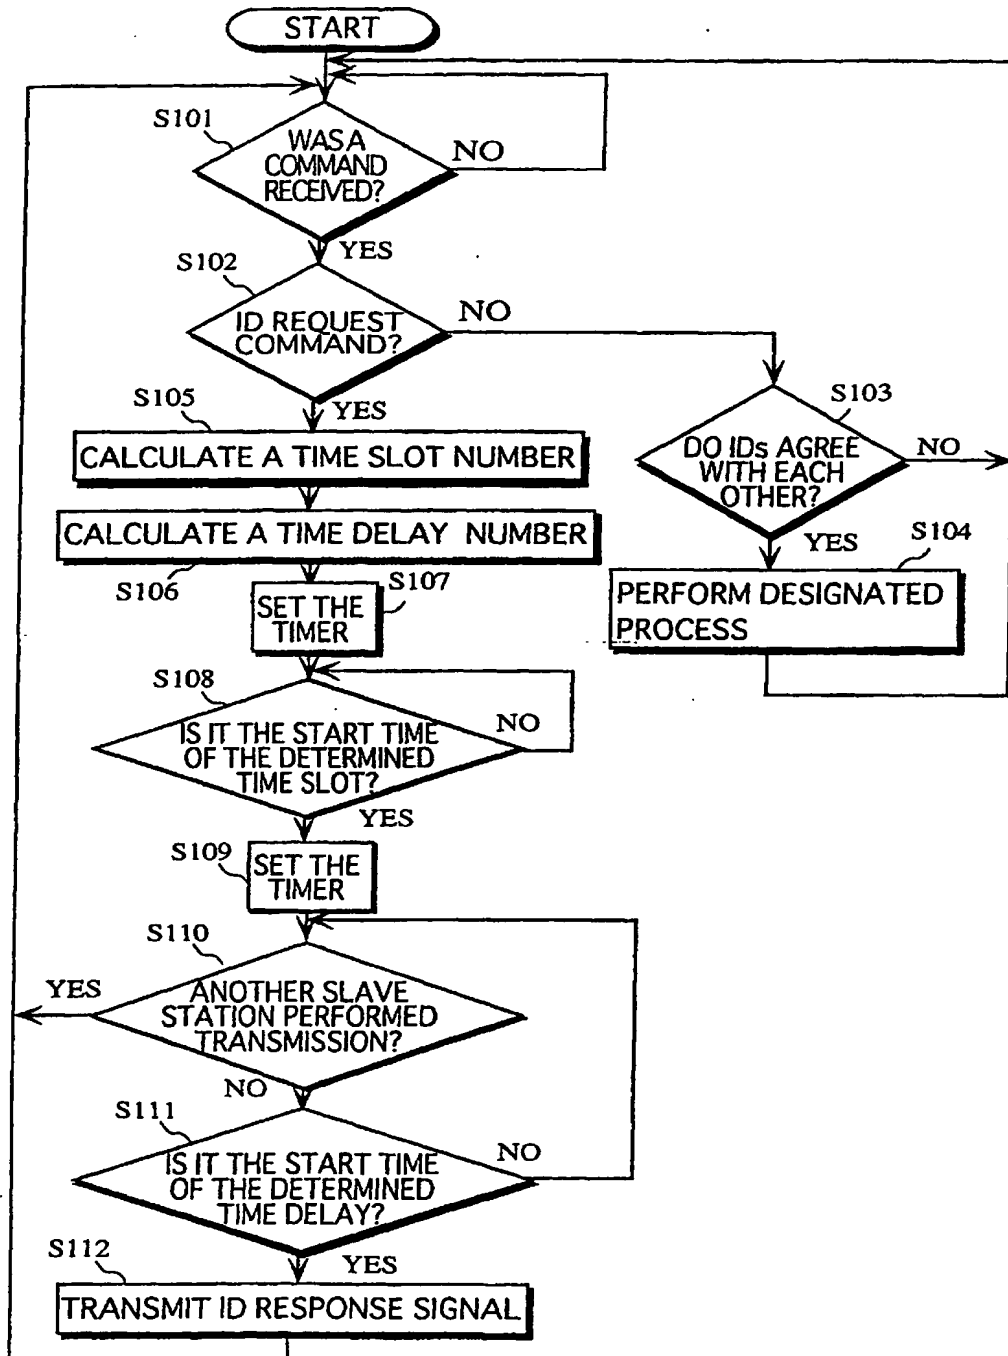 START
S101
WAS A
COMMAND
RECEIVED?
NO
YES
S102
ID REQUEST
COMMAND?
NO
YES
S103
DO IDs AGREE
WITH EACH
OTHER?
NO
YES
S104
PERFORM DESIGNATED
PROCESS
S105
CALCULATE A TIME SLOT NUMBER
CALCULATE A TIME DELAY NUMBER
S106
S107
SET THE
TIMER
S108
IS IT THE START TIME
OF THE DETERMINED
TIME SLOT?
NO
YES
S109
SET THE
TIMER
S110
YES
ANOTHER SLAVE
STATION PERFORMED
TRANSMISSION?
NO
S111
IS IT THE START TIME
OF THE DETERMINED
TIME DELAY?
NO
YES
S112
TRANSMIT ID RESPONSE SIGNAL